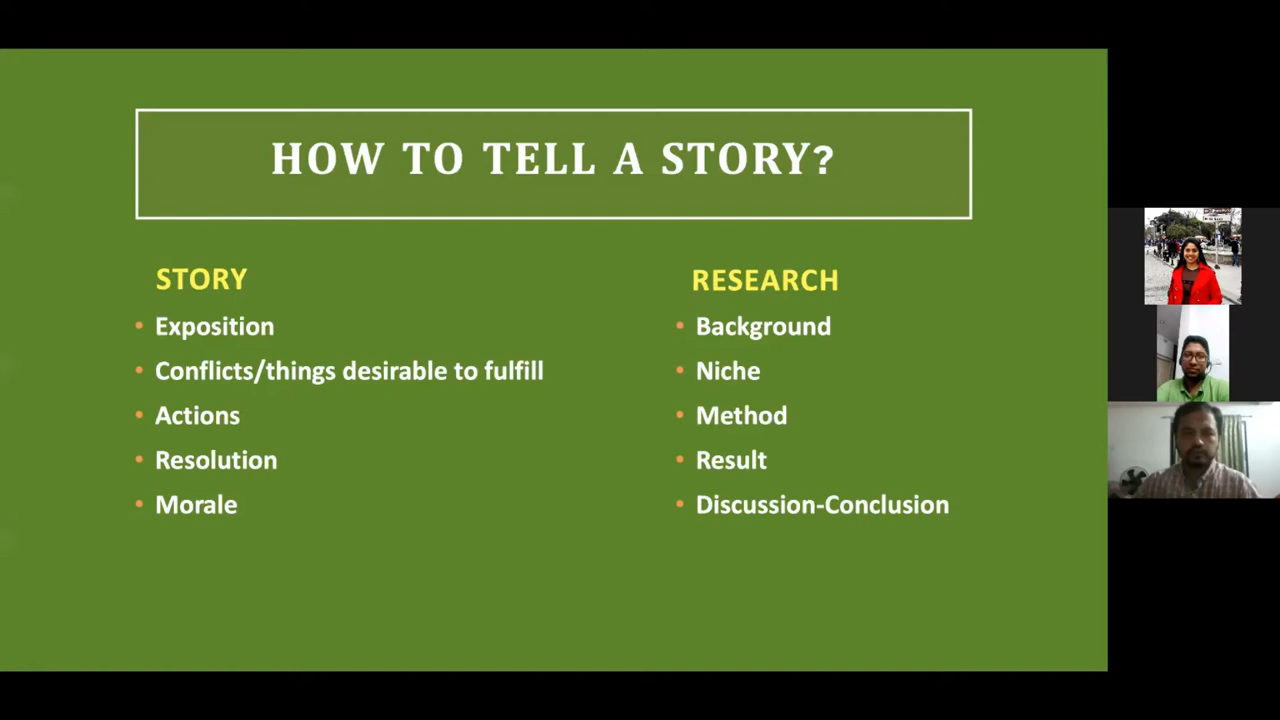 HOW TO TELL A STORY?
STORY
Exposition
Conflicts/things desirable to fulfill
Actions
Resolution
Morale
RESEARCH
Background
Niche
Method
Result
Discussion-Conclusion